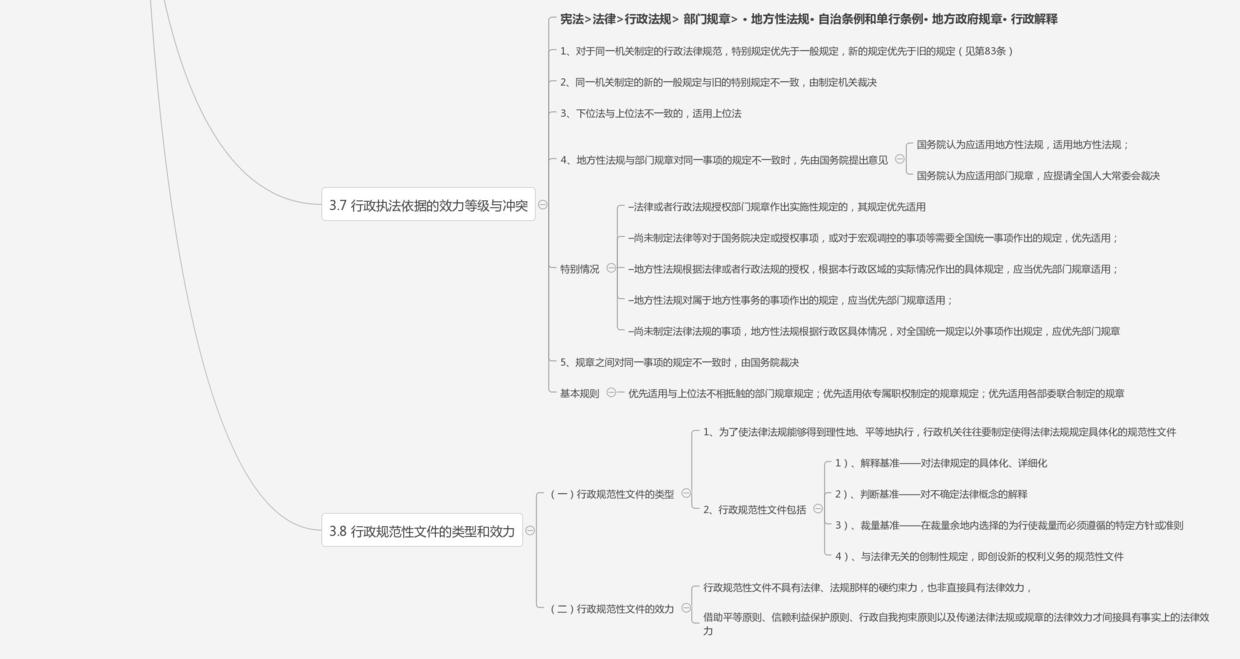 3.7 行政执法依据的效力等级与冲突
宪法>法律>行政法规> 部门规章> • 地方性法规• 自治条例和单行条例• 地方政府规章• 行政解释
1、对于同一机关制定的行政法律规范，特别规定优先于一般规定，新的规定优先于旧的规定（见第83条）
2、同一机关制定的新的一般规定与旧的特别规定不一致，由制定机关裁决
3、下位法与上位法不一致的，适用上位法
4、地方性法规与部门规章对同一事项的规定不一致时，先由国务院提出意见
国务院认为应适用地方性法规，适用地方性法规；
国务院认为应适用部门规章，应提请全国人大常委会裁决
特别情况
–法律或者行政法规授权部门规章作出实施性规定的，其规定优先适用
–尚未制定法律等对于国务院决定或授权事项，或对于宏观调控的事项等需要全国统一事项作出的规定，优先适用；
–地方性法规根据法律或者行政法规的授权，根据本行政区域的实际情况作出的具体规定，应当优先部门规章适用；
–地方性法规对属于地方性事务的事项作出的规定，应当优先部门规章适用；
–尚未制定法律法规的事项，地方性法规根据行政区具体情况，对全国统一规定以外事项作出规定，应优先部门规章
5、规章之间对同一事项的规定不一致时，由国务院裁决
基本规则
优先适用与上位法不相抵触的部门规章规定；优先适用依专属职权制定的规章规定；优先适用各部委联合制定的规章
3.8 行政规范性文件的类型和效力
（一）行政规范性文件的类型
1、为了使法律法规能够得到理性地、平等地执行，行政机关往往要制定使得法律法规规定具体化的规范性文件
2、行政规范性文件包括
1）、解释基准——对法律规定的具体化、详细化
2）、判断基准——对不确定法律概念的解释
3）、裁量基准——在裁量余地内选择的为行使裁量而必须遵循的特定方针或准则
4）、与法律无关的创制性规定，即创设新的权利义务的规范性文件
（二）行政规范性文件的效力
行政规范性文件不具有法律、法规那样的硬约束力，也非直接具有法律效力，
借助平等原则、信赖利益保护原则、行政自我拘束原则以及传递法律法规或规章的法律效力才间接具有事实上的法律效
力